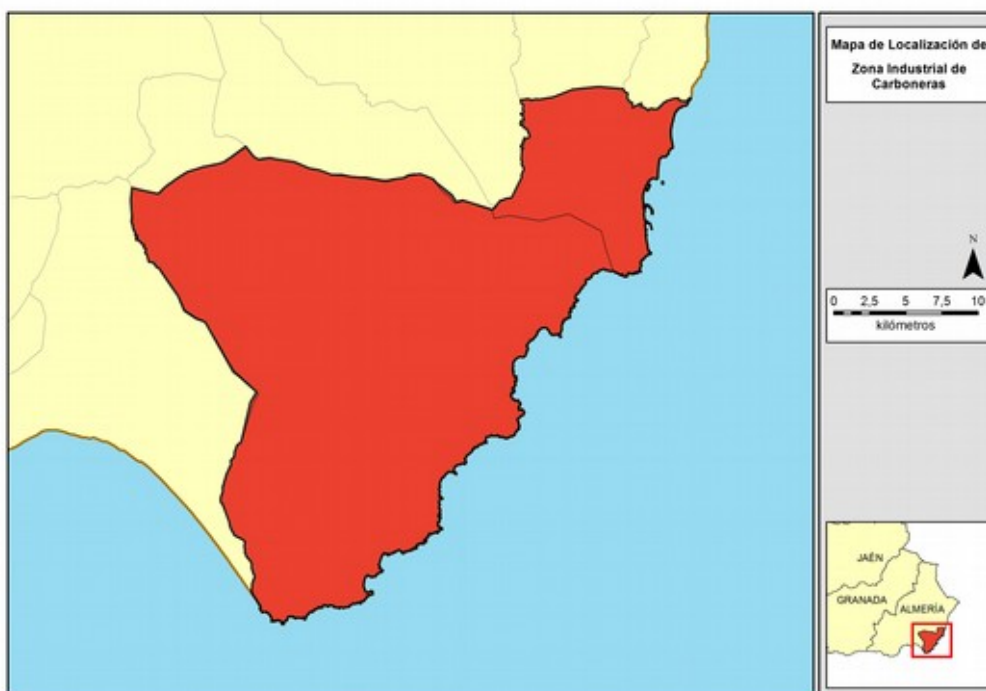 Mapa de Localización de
Zona Industrial de
Carboneras
N
0 2,5 5 7,5 10
kilómetros
JAÉN
GRANADA
ALMERÍA